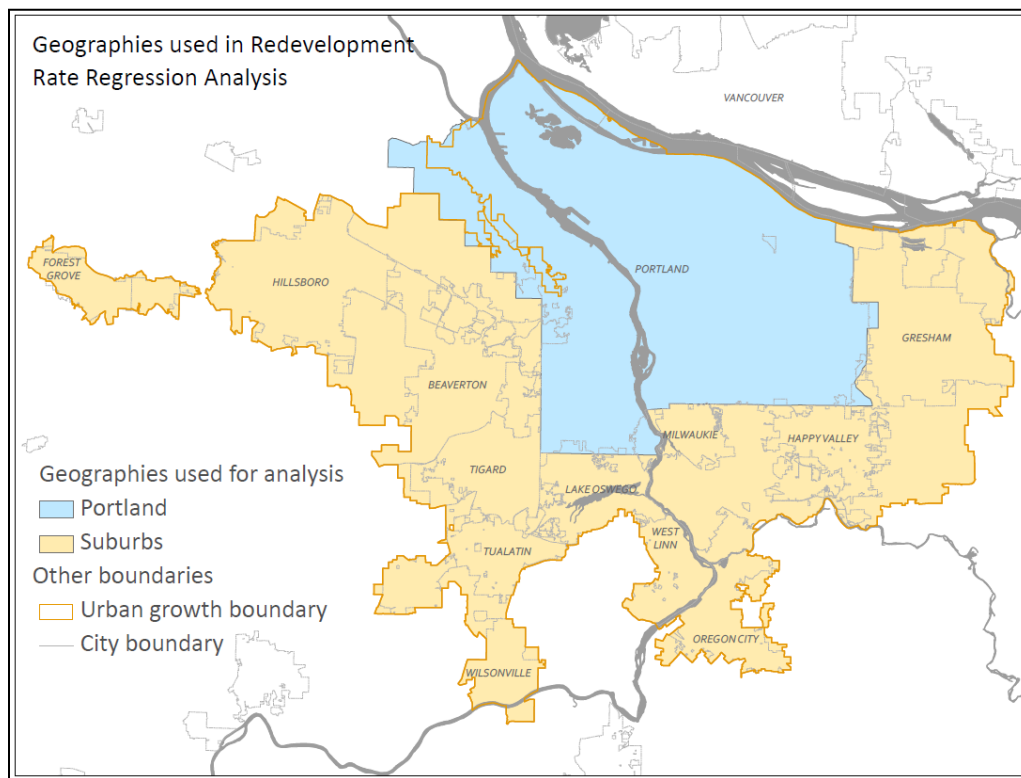 Geographies used in Redevelopment
Rate Regression Analysis
VANCOUVER
PORTLAND
FOREST
GROVE
HILLSBORO
GRESHAM
BEAVERTON
MILWAUKIE
HAPPY VALLEY
TIGARD
LAKE OSWEGO
WEST
LINN
TUALATIN
OREGON CITY
WILSONVILLE
Geographies used for analysis
Portland
Suburbs
Other boundaries
Urban growth boundary
City boundary